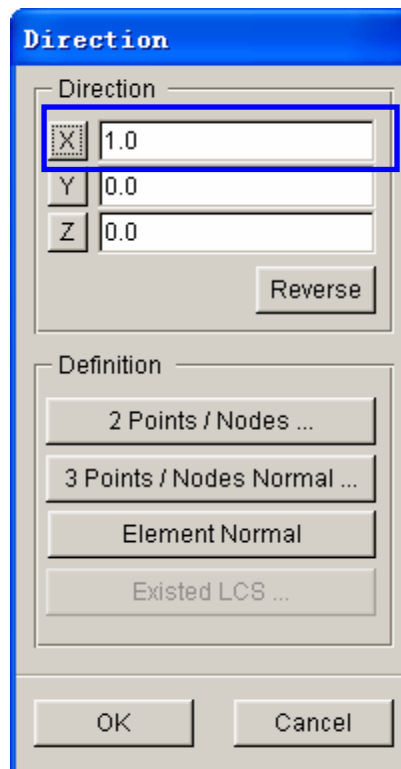 Direction
Direction
X 1.0
Y 0.0
Z 0.0
Reverse
Definition
2 Points / Nodes ...
3 Points / Nodes Normal ...
Element Normal
Existed LCS ...
OK Cancel